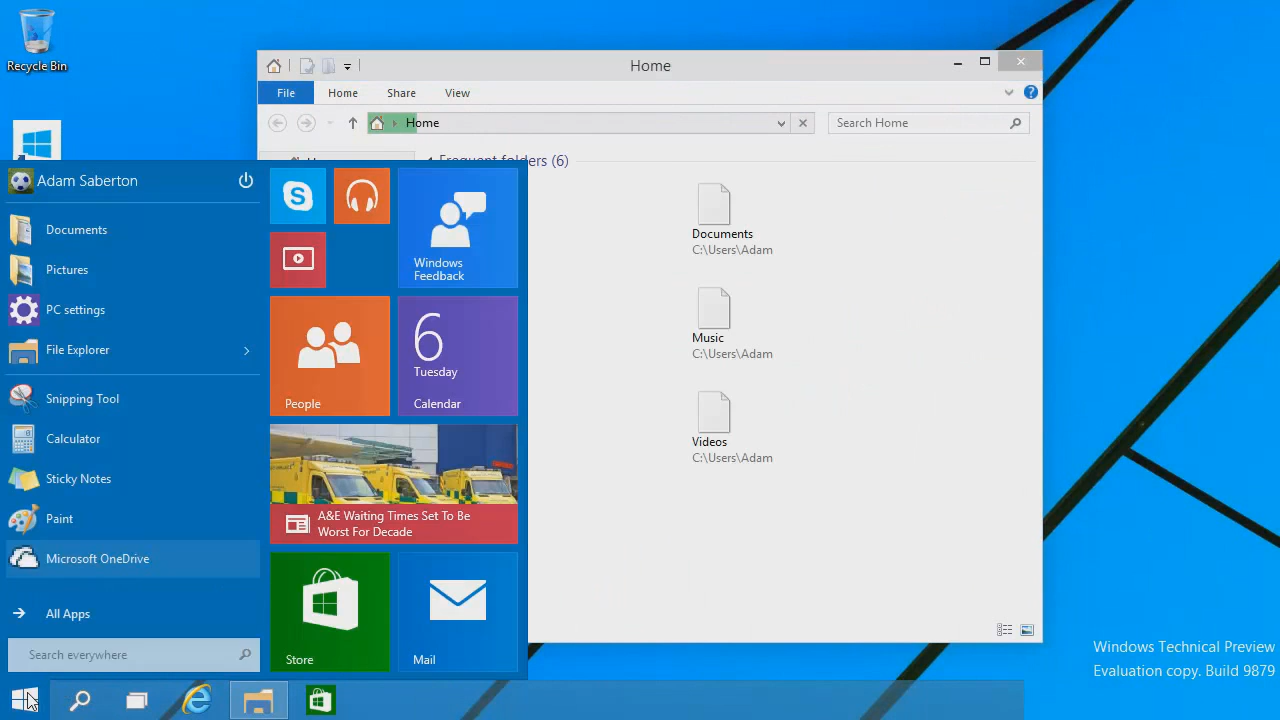 Recycle Bin
Home
File
Home
Share
View
Home
Search Home
Frequent folders (6)
Documents
C:\Users\Adam
Music
C:\Users\Adam
Videos
C:\Users\Adam
Adam Saberton
Documents
Pictures
PC settings
File Explorer
Snipping Tool
Calculator
Sticky Notes
Paint
Microsoft OneDrive
All Apps
Search everywhere
Windows
Feedback
People
6
Tuesday
Calendar
A&E Waiting Times Set To Be
Worst For Decade
Store
Mail
Windows Technical Preview
Evaluation copy. Build 9879